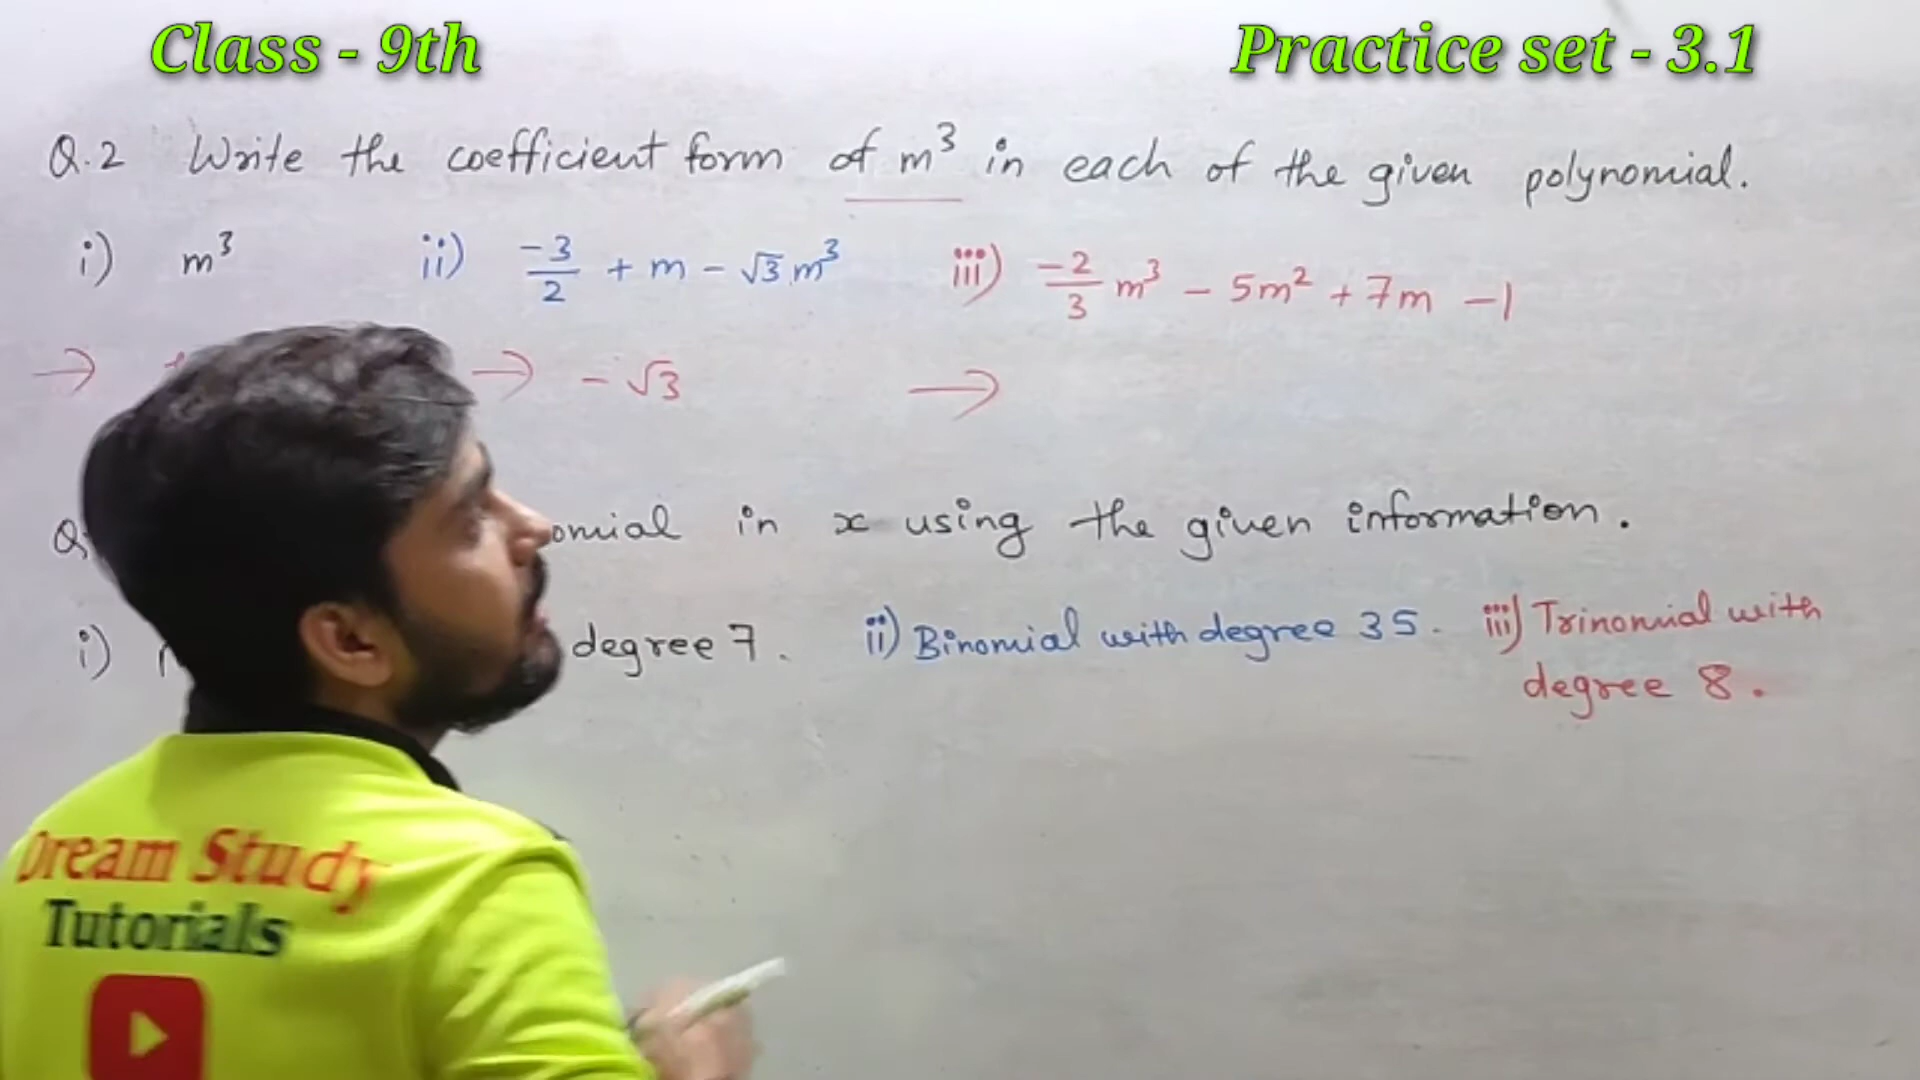 Class - 9th
Practice set - 3.1
Q.2 Write the coefficient form of m³ in each of the given polynomial.
i) m³ ii) -3/2 + m - √3 m³ iii) -2/3 m³ - 5m² + 7m - 1
→ → - √3 →
in x using the given information.
i) degree 7. ii) Binomial with degree 35. iii) Trinomial with
degree 8.
Dream Study
Tutorials